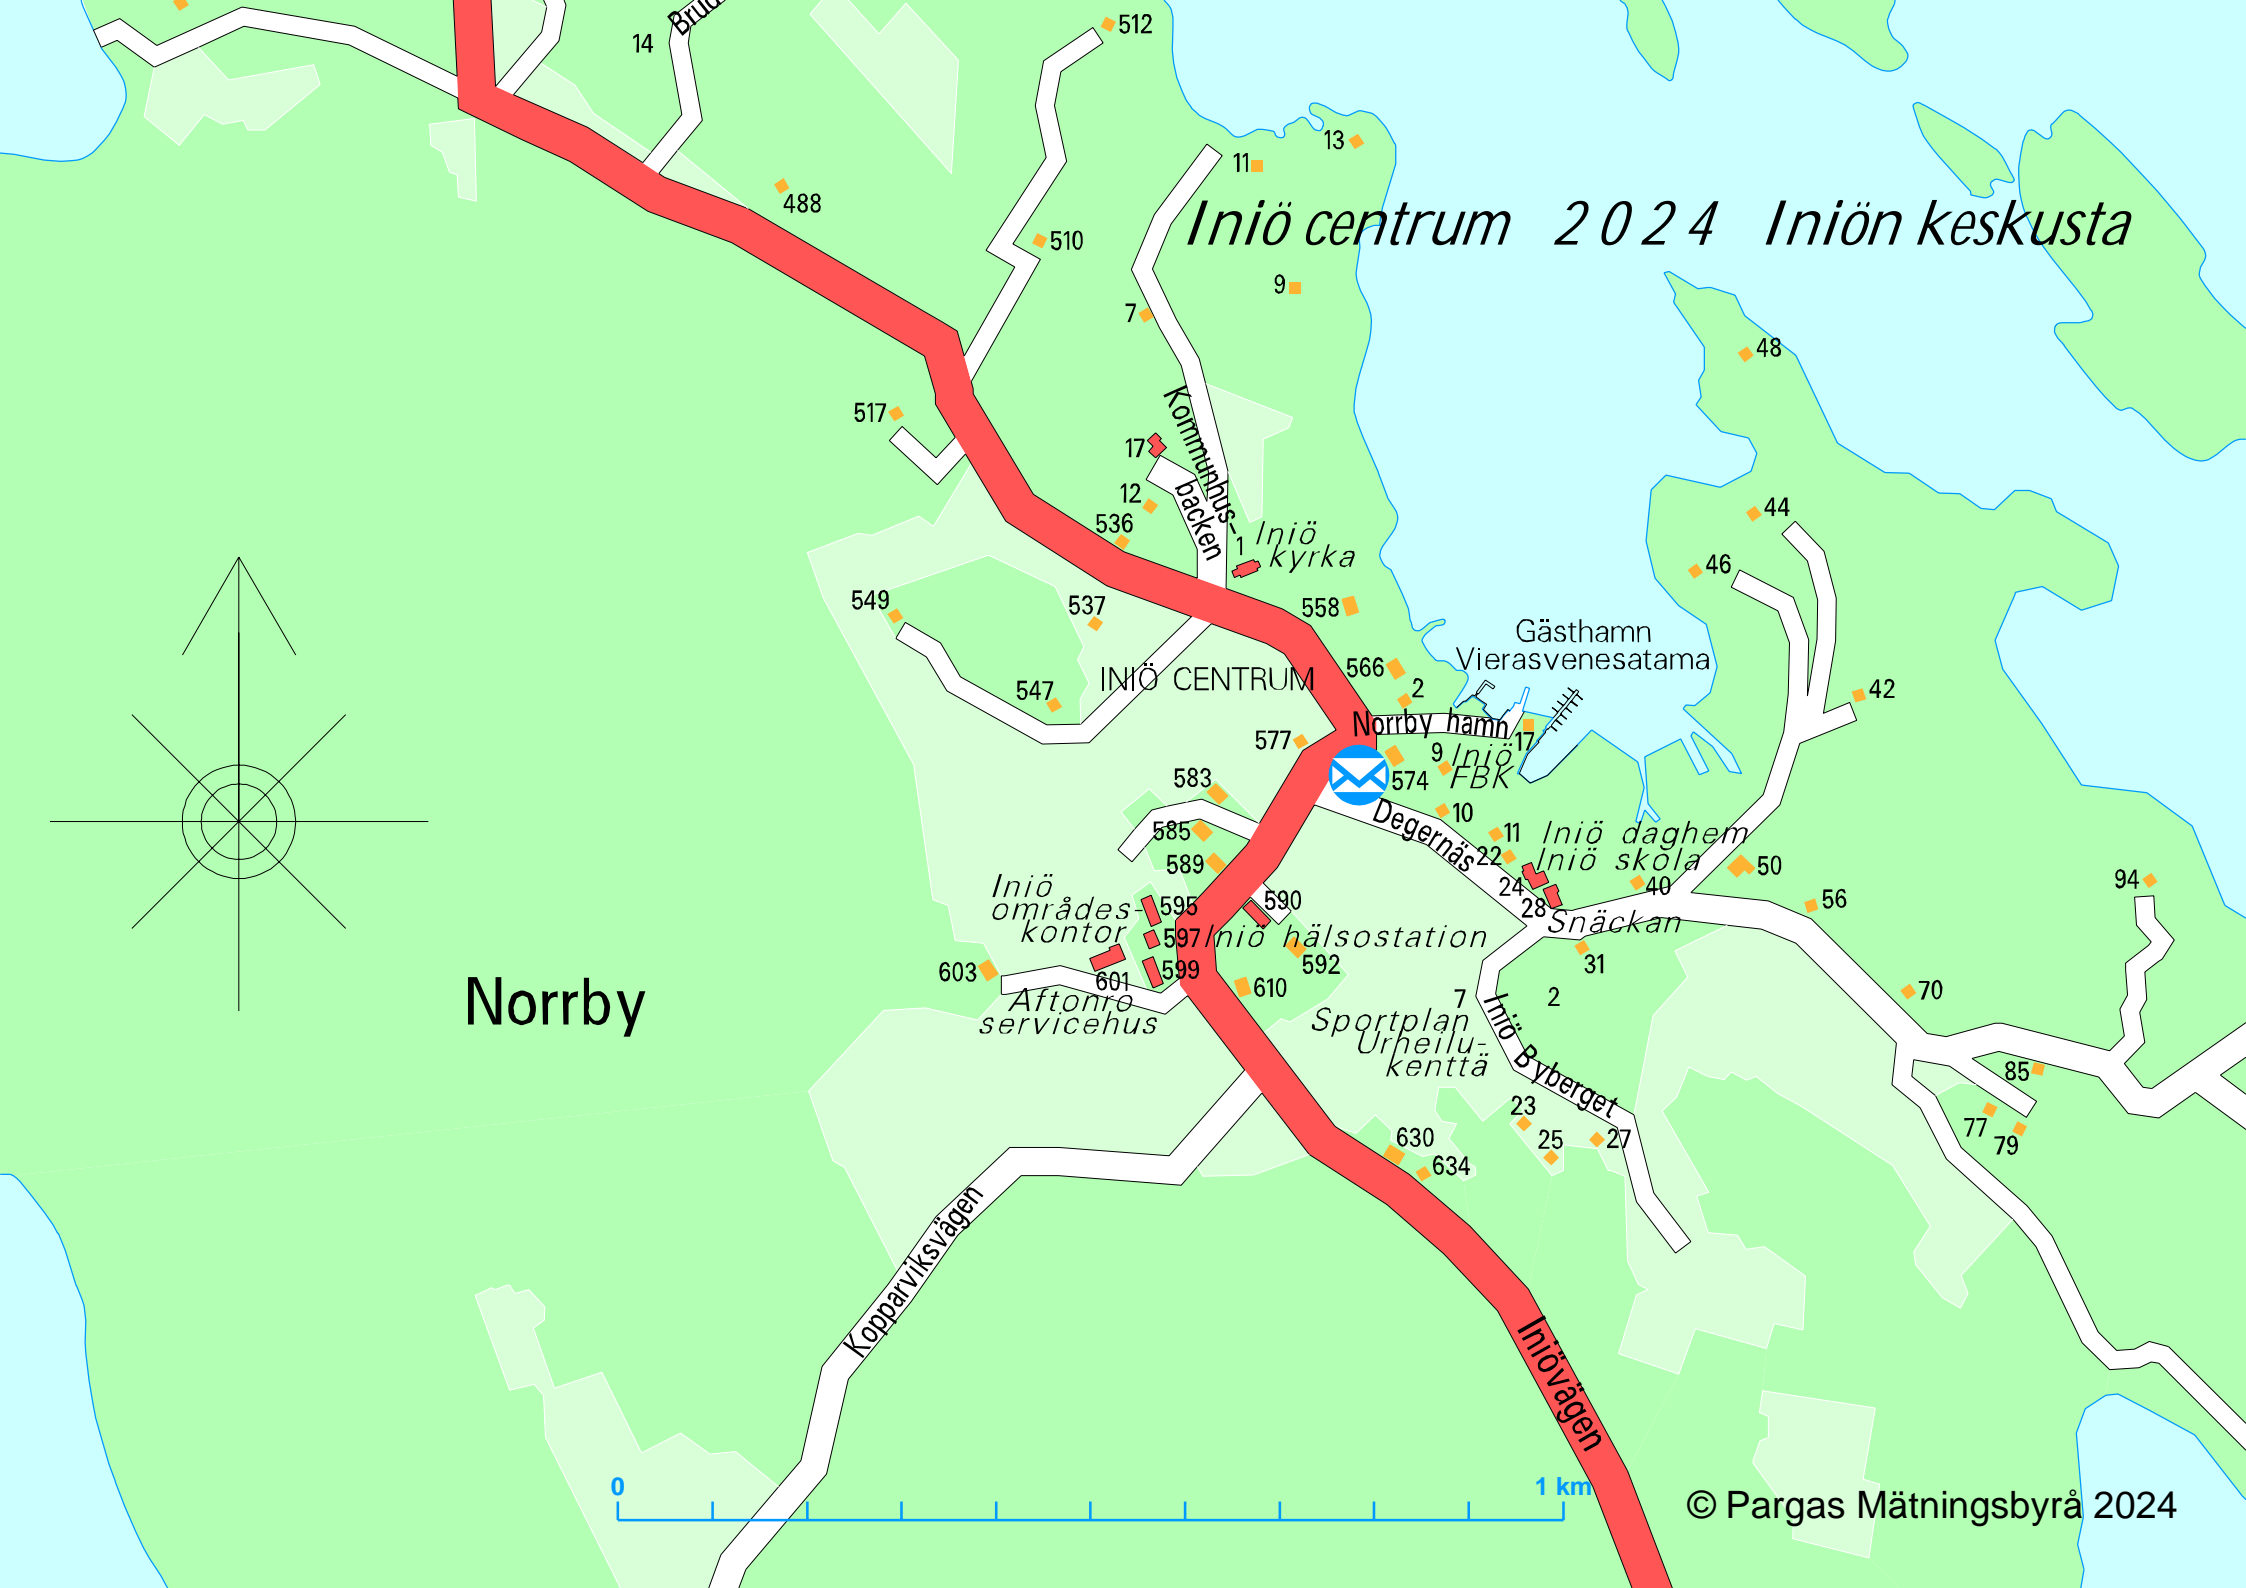 512
Brud
14
13
11
488
Iniö centrum 2024 Iniön keskusta
510
9
7
48
517
Kommunhus-
backen
17
12
44
536
1
Iniö
kyrka
46
549
537
558
Gästhamn
Vierasvenesatama
566
INIÖ CENTRUM
2
547
42
Norrby hamn
577
17
9
Iniö
FBK
574
583
10
Degernäs
585
11
Iniö daghem
22
Iniö skola
589
50
24
40
94
Iniö
områdes-
kontor
595
590
28
56
Snäckan
597
Iniö hälsostation
603
599
592
31
601
610
70
Aftonro
servicehus
Norrby
7
2
Iniö Byberget
Sportplan
Urheilu-
kenttä
85
23
77
79
25
27
630
634
Kopparviksvägen
Iniövägen
0
1 km
© Pargas Mätningsbyrå 2024